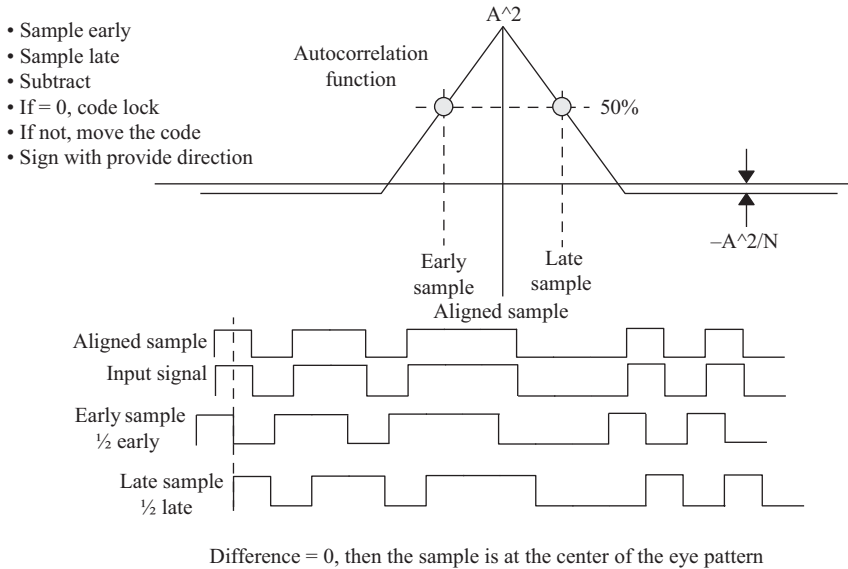 • Sample early
• Sample late
• Subtract
• If = 0, code lock
• If not, move the code
• Sign with provide direction
A^2
Autocorrelation
function
50%
–A^2/N
Early
sample
Late
sample
Aligned sample
Aligned sample
Input signal
Early sample
½ early
Late sample
½ late
Difference = 0, then the sample is at the center of the eye pattern